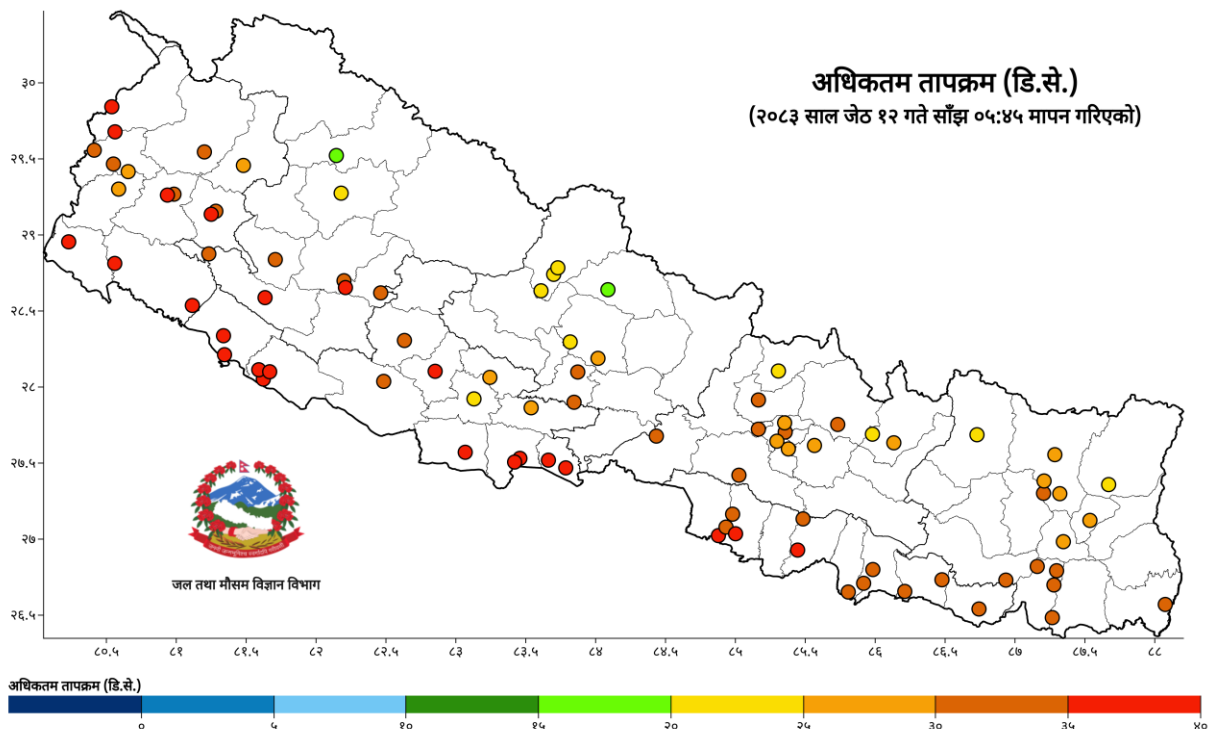 अधिकतम तापक्रम (डि.से.)
(२०८३ साल जेठ १२ गते साँझ ०५:४५ मापन गरिएको)
३०
२९.५
२९
२८.५
२८
२७.५
२७
२६.५
जल तथा मौसम विज्ञान विभाग
८०.५ ८१ ८१.५ ८२ ८२.५ ८३ ८३.५ ८४ ८४.५ ८५ ८५.५ ८६ ८६.५ ८७ ८७.५ ८८
अधिकतम तापक्रम (डि.से.)
० ५ १० १५ २० २५ ३० ३५ ४०